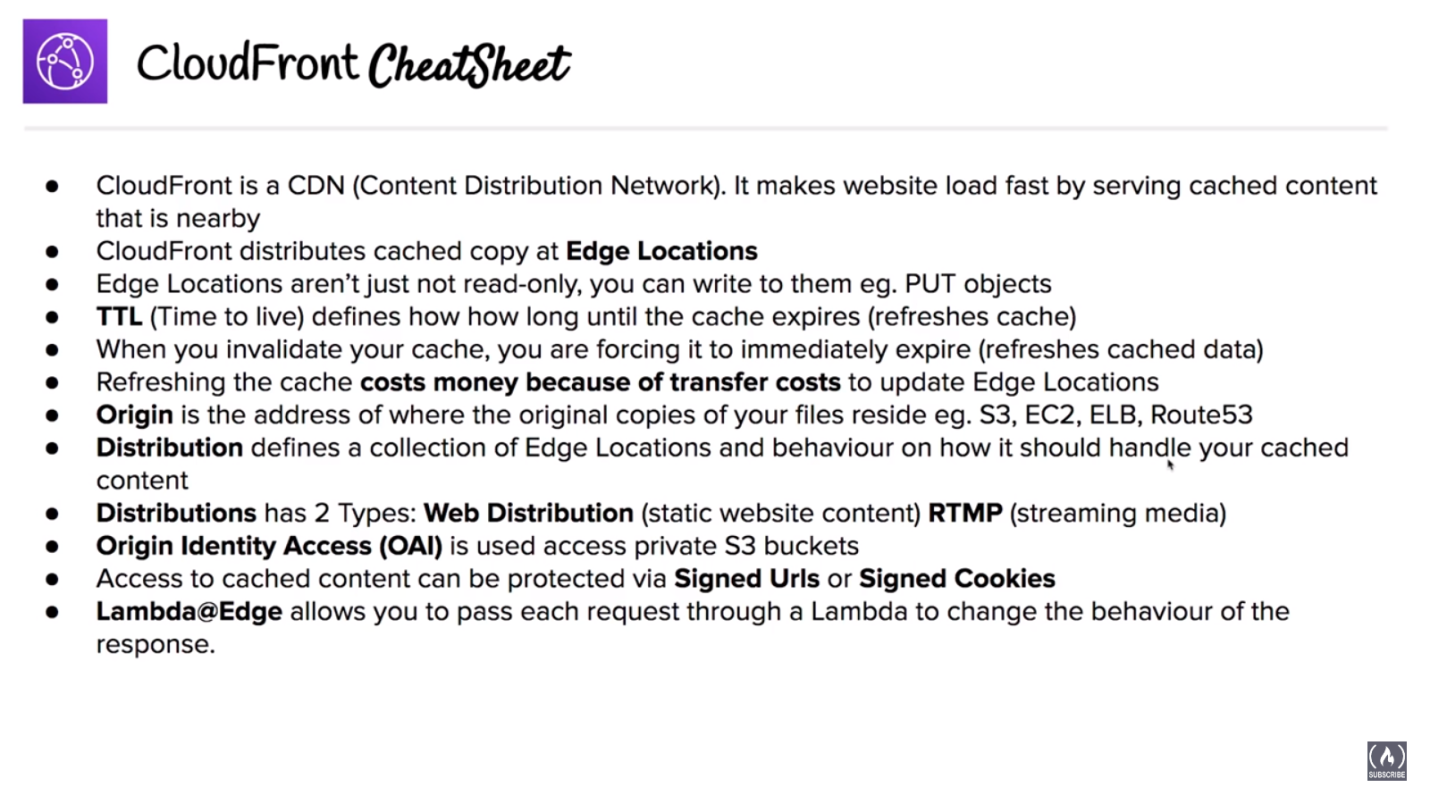 CloudFront CheatSheet
● CloudFront is a CDN (Content Distribution Network). It makes website load fast by serving cached content
that is nearby
● CloudFront distributes cached copy at Edge Locations
● Edge Locations aren’t just not read-only, you can write to them eg. PUT objects
● TTL (Time to live) defines how how long until the cache expires (refreshes cache)
● When you invalidate your cache, you are forcing it to immediately expire (refreshes cached data)
● Refreshing the cache costs money because of transfer costs to update Edge Locations
● Origin is the address of where the original copies of your files reside eg. S3, EC2, ELB, Route53
● Distribution defines a collection of Edge Locations and behaviour on how it should handle your cached
content
● Distributions has 2 Types: Web Distribution (static website content) RTMP (streaming media)
● Origin Identity Access (OAI) is used access private S3 buckets
● Access to cached content can be protected via Signed Urls or Signed Cookies
● Lambda@Edge allows you to pass each request through a Lambda to change the behaviour of the
response.
SUBSCRIBE